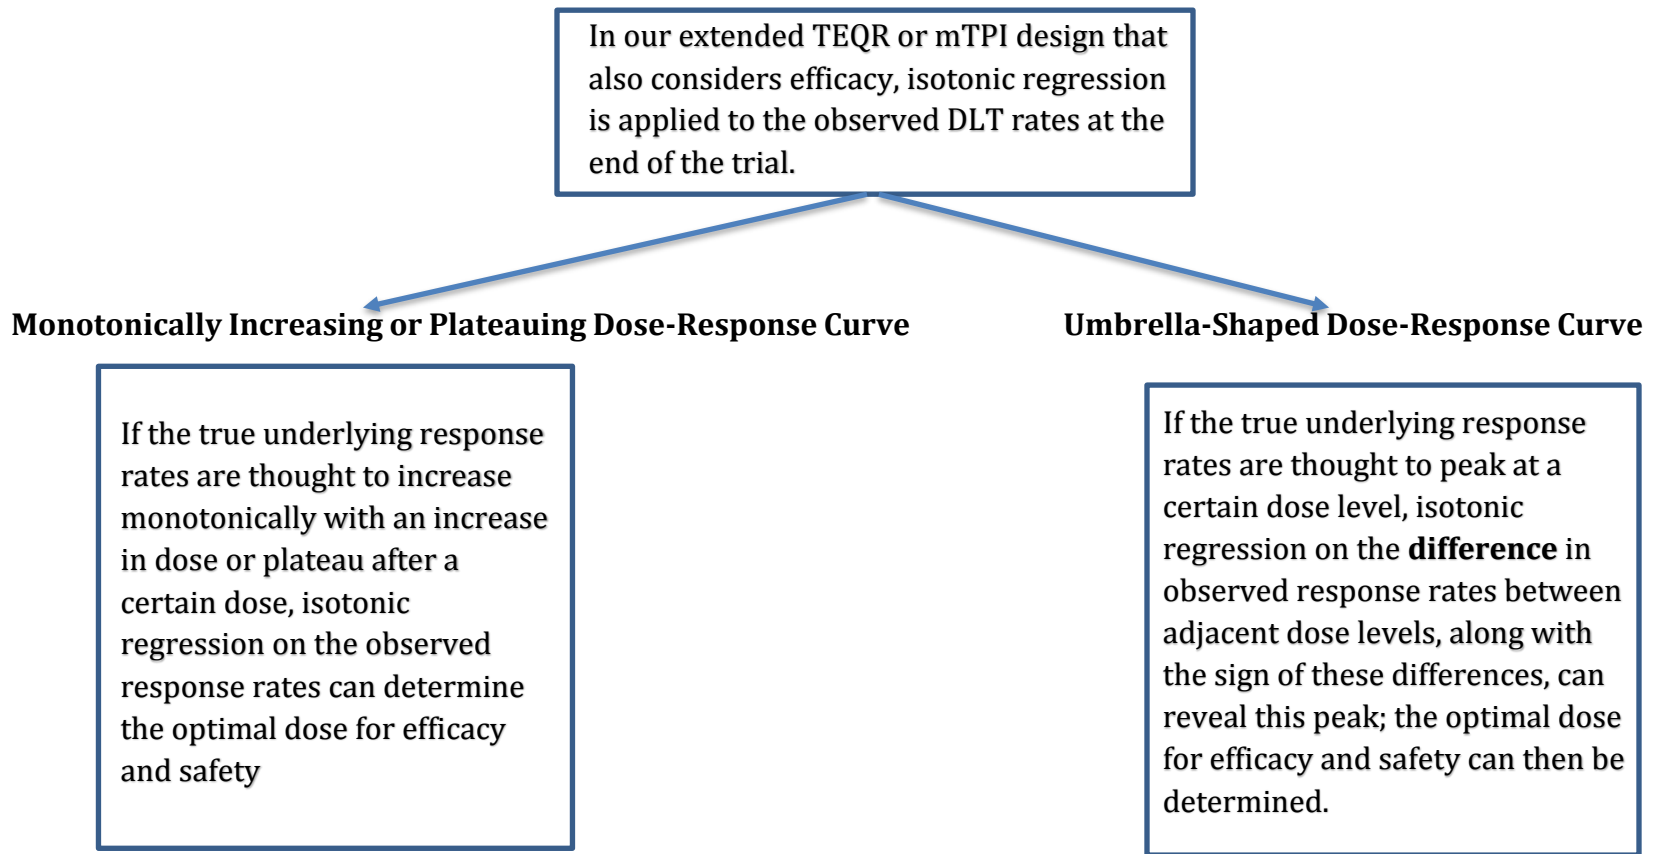 In our extended TEQR or mTPI design that
also considers efficacy, isotonic regression
is applied to the observed DLT rates at the
end of the trial.
Monotonically Increasing or Plateauing Dose-Response Curve
If the true underlying response
rates are thought to increase
monotonically with an increase
in dose or plateau after a
certain dose, isotonic
regression on the observed
response rates can determine
the optimal dose for efficacy
and safety
Umbrella-Shaped Dose-Response Curve
If the true underlying response
rates are thought to peak at a
certain dose level, isotonic
regression on the difference in
observed response rates between
adjacent dose levels, along with
the sign of these differences, can
reveal this peak; the optimal dose
for efficacy and safety can then be
determined.